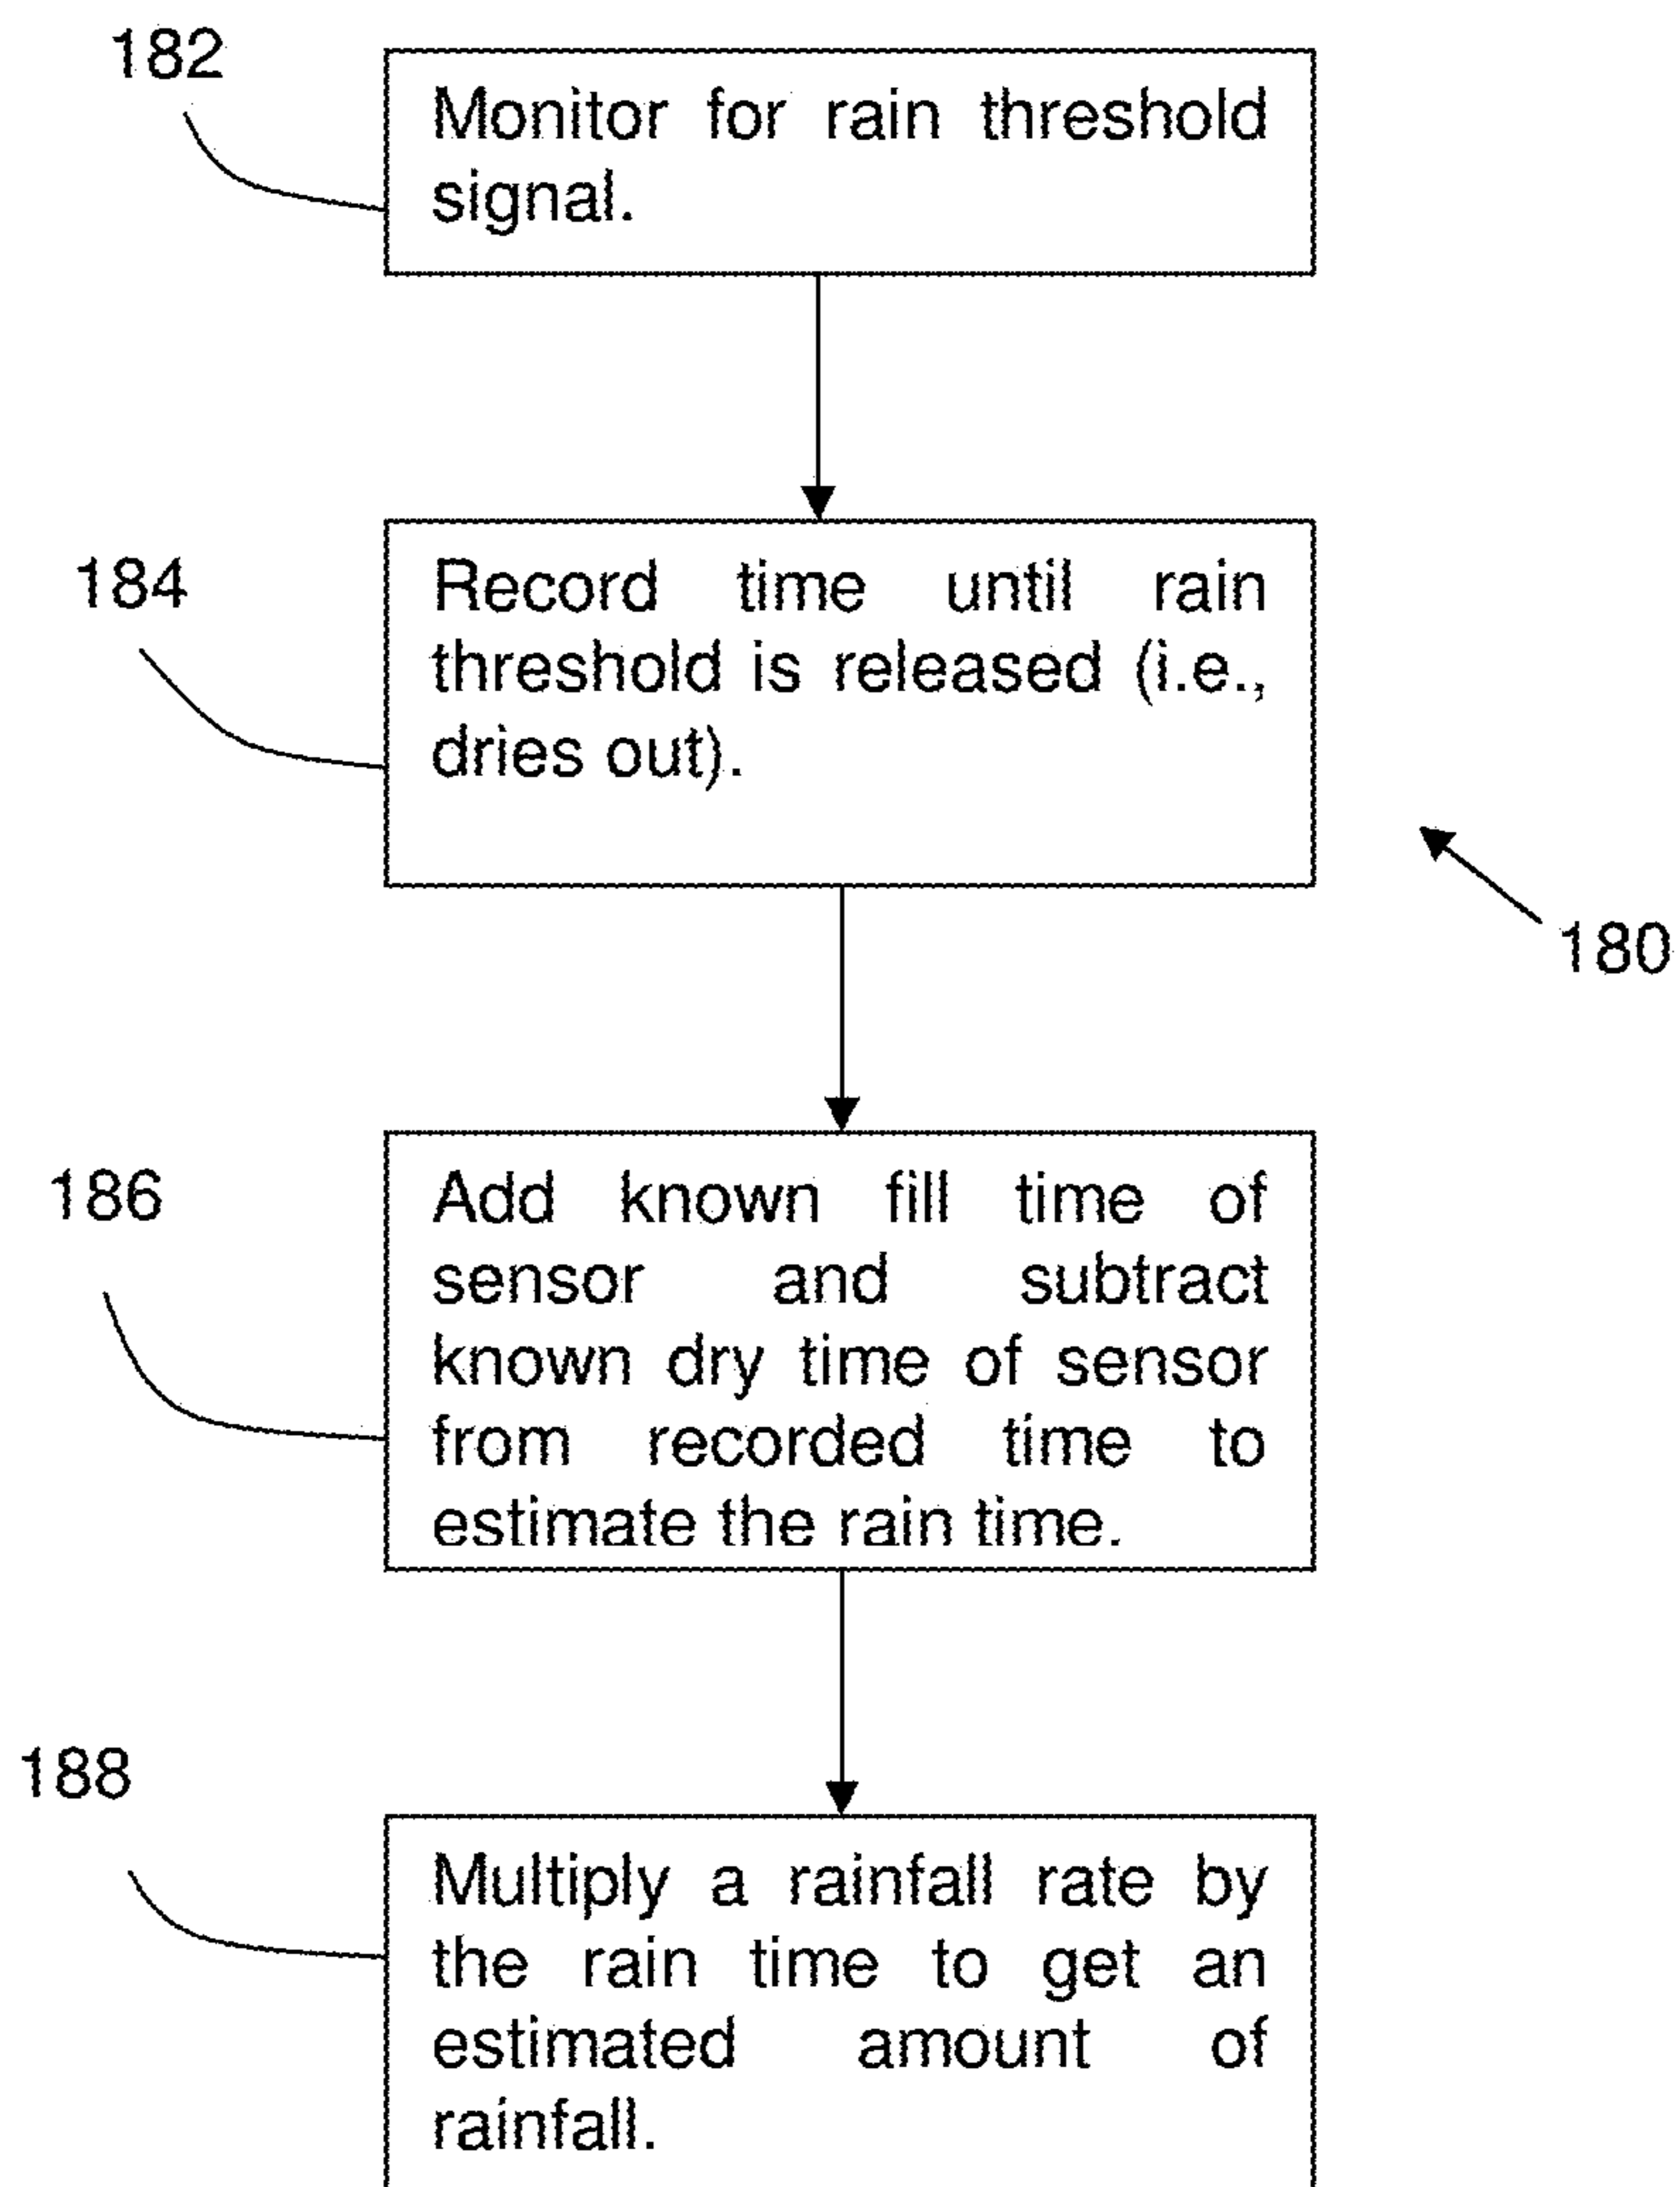 182
Monitor for rain threshold
signal.
184
Record time until rain
threshold is released (i.e.,
dries out).
180
186
Add known fill time of
sensor and subtract
known dry time of sensor
from recorded time to
estimate the rain time.
188
Multiply a rainfall rate by
the rain time to get an
estimated amount of
rainfall.